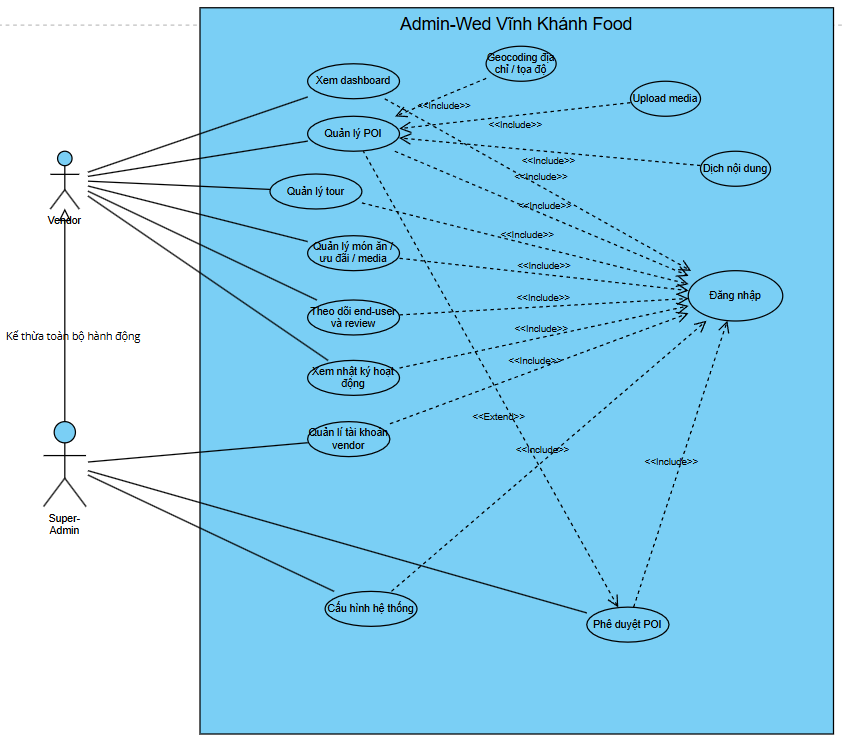 Admin-Wed Vĩnh Khánh Food
Geocoding địa
chỉ / tọa độ
Xem dashboard
<<Include>>
Upload media
Quản lý POI
<<Include>>
<<Include>>
Dịch nội dung
<<Include>>
Vendor
Quản lý tour
<<Include>>
<<Include>>
Quản lý món ăn /
ưu đãi / media
<<Include>>
Đăng nhập
<<Include>>
Theo dõi end-user
và review
<<Include>>
Kế thừa toàn bộ hành động
<<Include>>
Xem nhật ký hoạt
động
<<Extend>>
Quản lí tài khoản
vendor
<<Include>>
<<Include>>
Super-
Admin
Cấu hình hệ thống
Phê duyệt POI